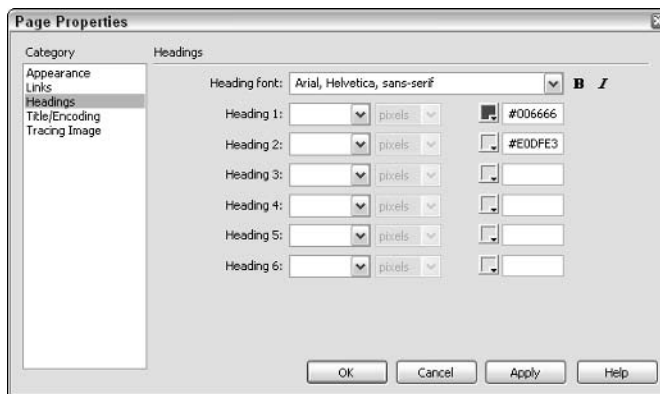 Page Properties
Category
Appearance
Links
Headings
Title/Encoding
Tracing Image
Headings
Heading font: Arial, Helvetica, sans-serif B I
Heading 1: pixels #006666
Heading 2: pixels #E0DFE3
Heading 3: pixels
Heading 4: pixels
Heading 5: pixels
Heading 6: pixels
OK Cancel Apply Help